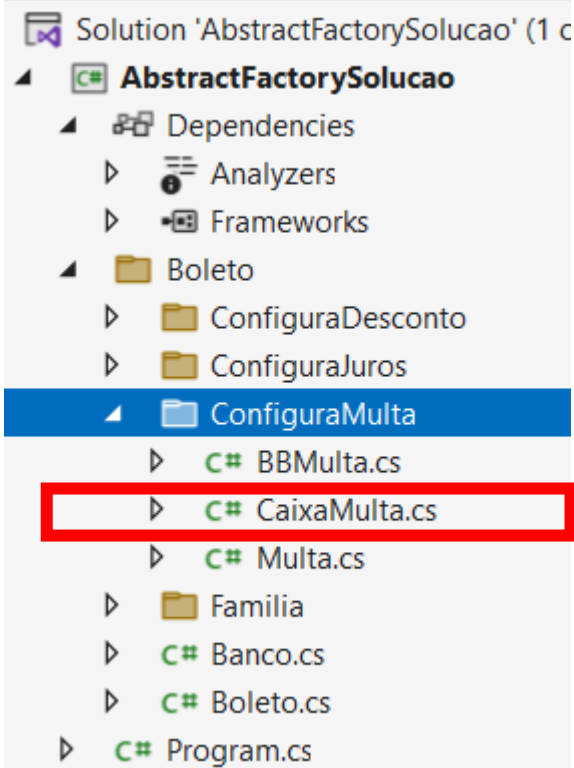 Solution 'AbstractFactorySolucao' (1 c
C# AbstractFactorySolucao
Dependencies
Analyzers
Frameworks
Boleto
ConfiguraDesconto
ConfiguraJuros
ConfiguraMulta
C# BBMulta.cs
C# CaixaMulta.cs
C# Multa.cs
Familia
C# Banco.cs
C# Boleto.cs
C# Program.cs